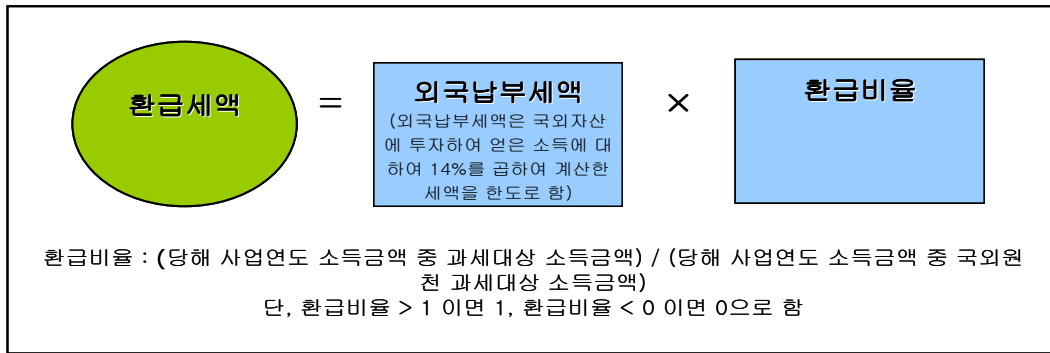 환급세액
=
외국납부세액
(외국납부세액은 국외자산
에 투자하여 얻은 소득에 대
하여 14%를 곱하여 계산한
세액을 한도로 함)
×
환급비율
환급비율 : (당해 사업연도 소득금액 중 과세대상 소득금액) / (당해 사업연도 소득금액 중 국외원
천 과세대상 소득금액)
단, 환급비율 > 1 이면 1, 환급비율 < 0 이면 0으로 함